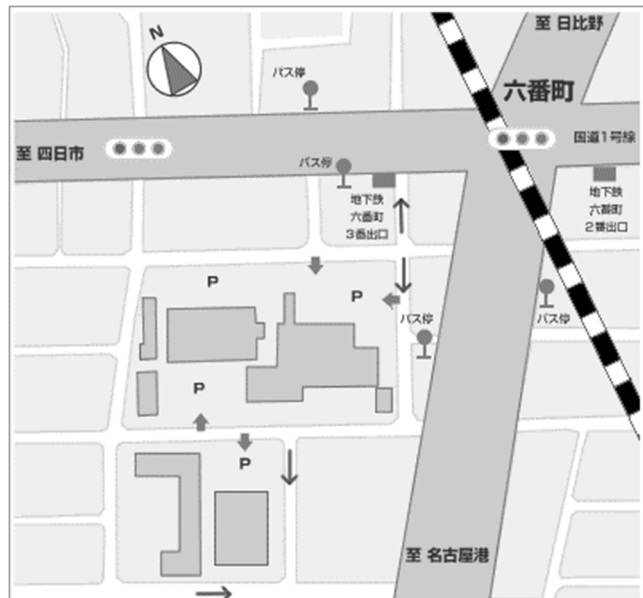 至 日比野
N
バス停
六番町
国道1号線
至 四日市
バス停
地下鉄
六番町
3番出口
地下鉄
六番町
2番出口
P
P
バス停
バス停
P
P
至 名古屋港